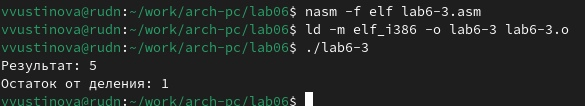 vvustinova@rudn:~/work/arch-pc/lab06$ nasm -f elf lab6-3.asm
vvustinova@rudn:~/work/arch-pc/lab06$ ld -m elf_i386 -o lab6-3 lab6-3.o
vvustinova@rudn:~/work/arch-pc/lab06$ ./lab6-3
Результат: 5
Остаток от деления: 1
vvustinova@rudn:~/work/arch-pc/lab06$